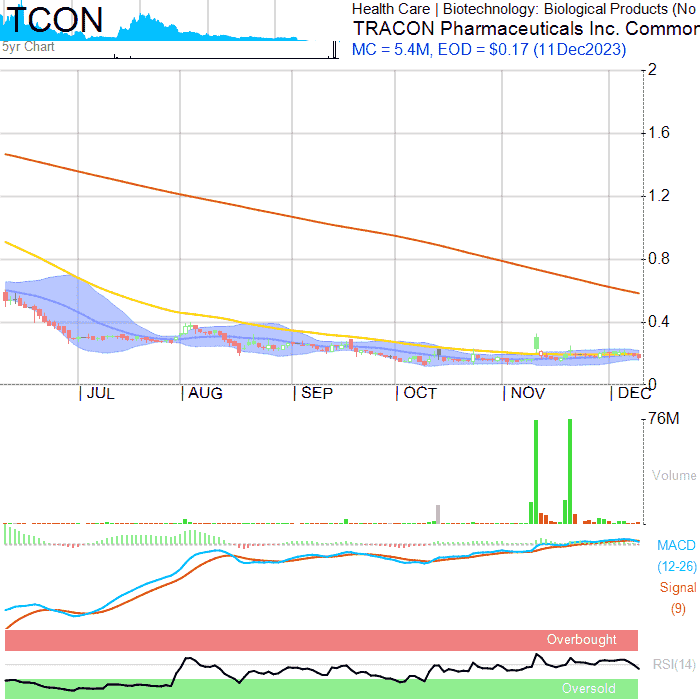 TCON
Health Care | Biotechnology: Biological Products (No
TRACON Pharmaceuticals Inc. Common
5yr Chart
MC = 5.4M, EOD = $0.17 (11Dec2023)
2
1.6
1.2
0.8
0.4
0
JUL AUG SEP OCT NOV DEC
76M
Volume
MACD
(12-26)
Signal
(9)
Overbought
RSI(14)
Oversold